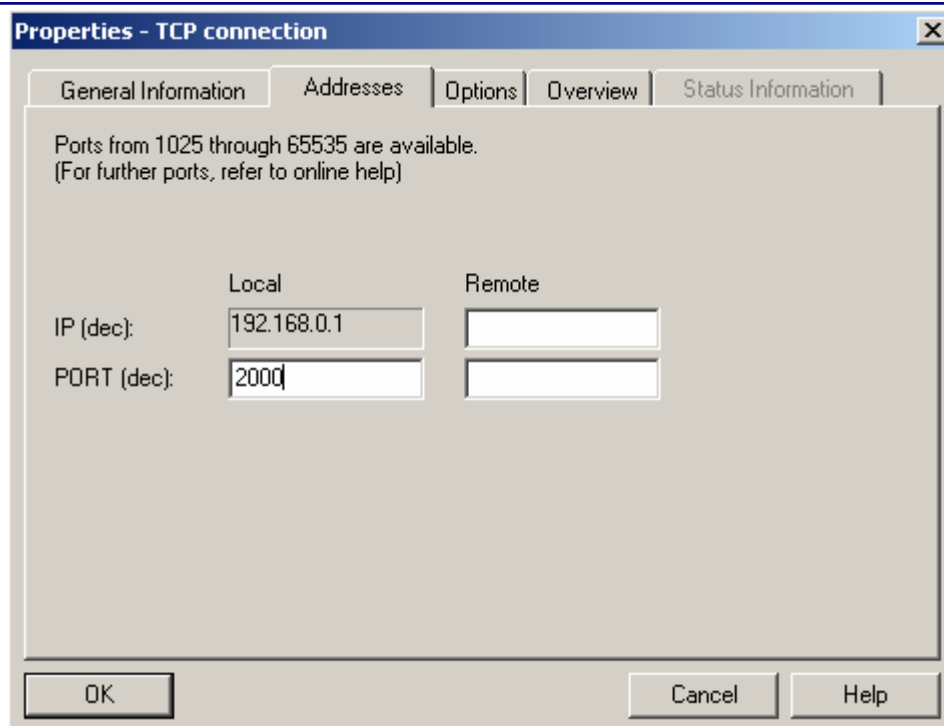 Properties - TCP connection
General Information Addresses Options Overview Status Information
Ports from 1025 through 65535 are available.
(For further ports, refer to online help)
Local Remote
IP (dec): 192.168.0.1
PORT (dec): 2000
OK Cancel Help